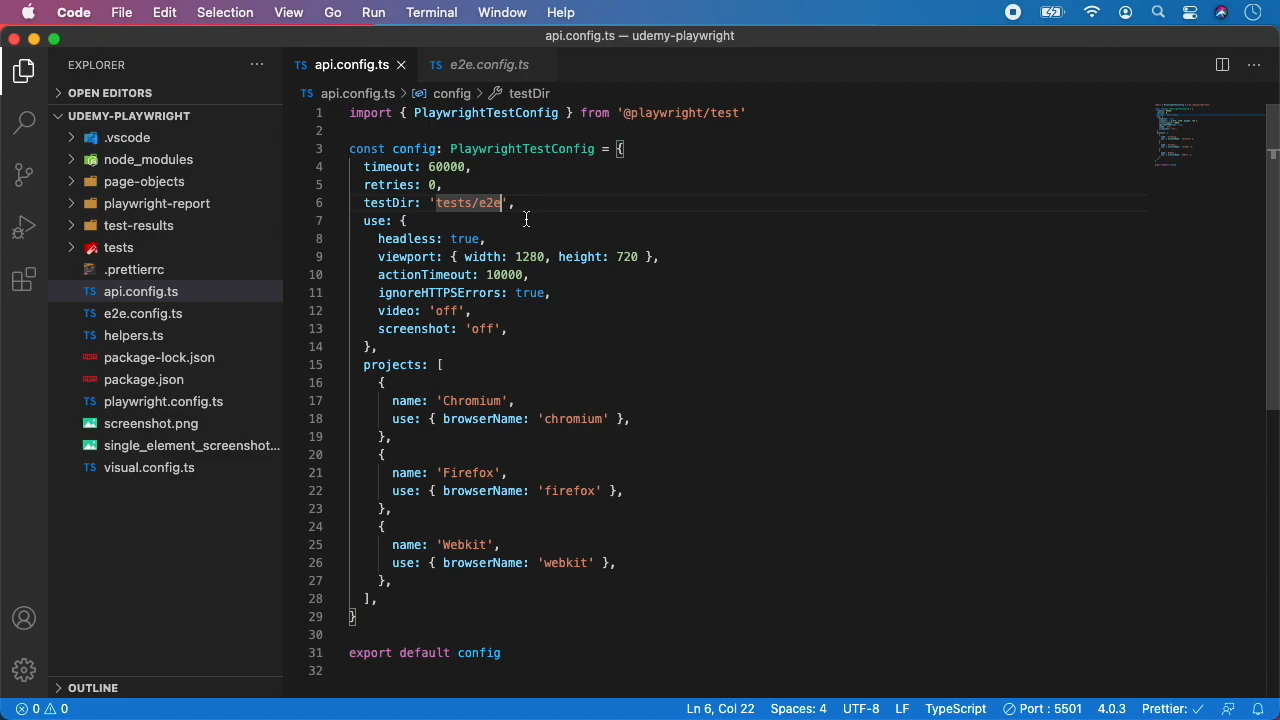 Code File Edit Selection View Go Run Terminal Window Help
api.config.ts — udemy-playwright
EXPLORER
OPEN EDITORS
UDEMY-PLAYWRIGHT
.vscode
node_modules
page-objects
playwright-report
test-results
tests
.prettierrc
TS api.config.ts
TS e2e.config.ts
TS helpers.ts
package-lock.json
package.json
TS playwright.config.ts
screenshot.png
single_element_screenshot...
TS visual.config.ts
OUTLINE
TS api.config.ts TS e2e.config.ts
TS api.config.ts config testDir
1 import { PlaywrightTestConfig } from '@playwright/test'
2
3 const config: PlaywrightTestConfig = {
4 timeout: 60000,
5 retries: 0,
6 testDir: 'tests/e2e',
7 use: {
8 headless: true,
9 viewport: { width: 1280, height: 720 },
10 actionTimeout: 10000,
11 ignoreHTTPSErrors: true,
12 video: 'off',
13 screenshot: 'off',
14 },
15 projects: [
16 {
17 name: 'Chromium',
18 use: { browserName: 'chromium' },
19 },
20 {
21 name: 'Firefox',
22 use: { browserName: 'firefox' },
23 },
24 {
25 name: 'Webkit',
26 use: { browserName: 'webkit' },
27 },
28 ],
29 }
30
31 export default config
32
0 0 Ln 6, Col 22 Spaces: 4 UTF-8 LF TypeScript Port : 5501 4.0.3 Prettier: